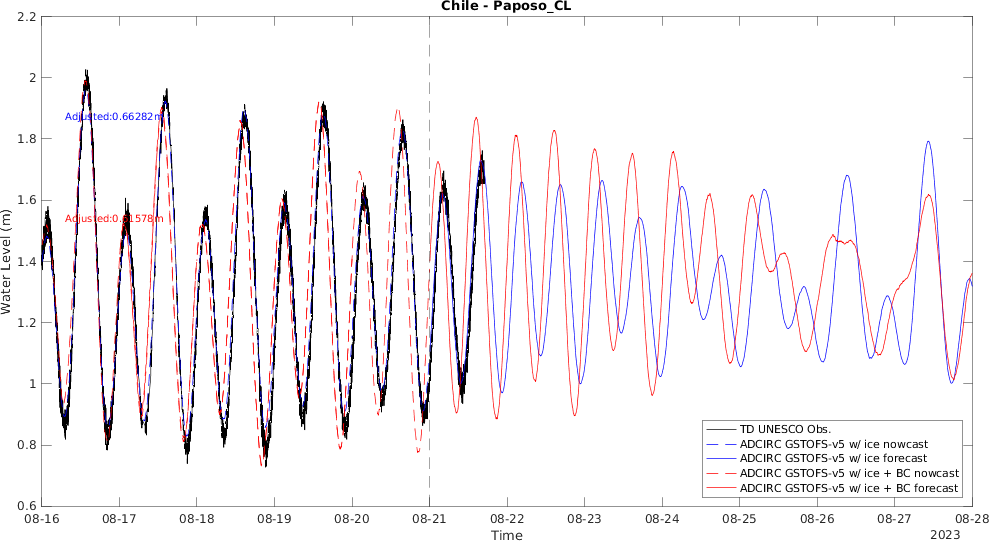 Chile - Paposo_CL
2.2
2
1.8
1.6
1.4
1.2
1
0.8
0.6
Water Level (m)
Adjusted:0.66282m
TD UNESCO Obs.
ADCIRC GSTOFS-v5 w/ ice nowcast
ADCIRC GSTOFS-v5 w/ ice forecast
ADCIRC GSTOFS-v5 w/ ice + BC nowcast
ADCIRC GSTOFS-v5 w/ ice + BC forecast
08-16 08-17 08-18 08-19 08-20 08-21 08-22 08-23 08-24 08-25 08-26 08-27 08-28
Time
2023